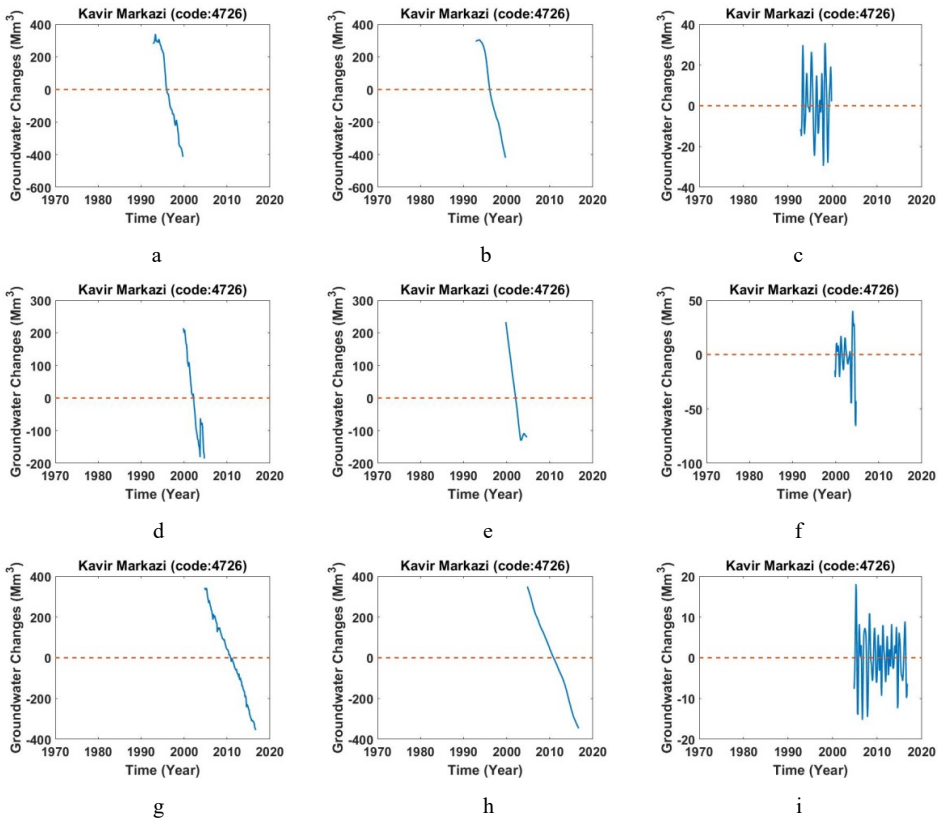 Kavir Markazi (code:4726)
Groundwater Changes (Mm³)
400
200
0
-200
-400
-600
1970 1980 1990 2000 2010 2020
Time (Year)
a
Kavir Markazi (code:4726)
Groundwater Changes (Mm³)
400
200
0
-200
-400
-600
1970 1980 1990 2000 2010 2020
Time (Year)
b
Kavir Markazi (code:4726)
Groundwater Changes (Mm³)
40
20
0
-20
-40
1970 1980 1990 2000 2010 2020
Time (Year)
c
Kavir Markazi (code:4726)
Groundwater Changes (Mm³)
300
200
100
0
-100
-200
1970 1980 1990 2000 2010 2020
Time (Year)
d
Kavir Markazi (code:4726)
Groundwater Changes (Mm³)
300
200
100
0
-100
-200
1970 1980 1990 2000 2010 2020
Time (Year)
e
Kavir Markazi (code:4726)
Groundwater Changes (Mm³)
50
0
-50
-100
1970 1980 1990 2000 2010 2020
Time (Year)
f
Kavir Markazi (code:4726)
Groundwater Changes (Mm³)
400
200
0
-200
-400
1970 1980 1990 2000 2010 2020
Time (Year)
g
Kavir Markazi (code:4726)
Groundwater Changes (Mm³)
400
200
0
-200
-400
1970 1980 1990 2000 2010 2020
Time (Year)
h
Kavir Markazi (code:4726)
Groundwater Changes (Mm³)
20
10
0
-10
-20
1970 1980 1990 2000 2010 2020
Time (Year)
i